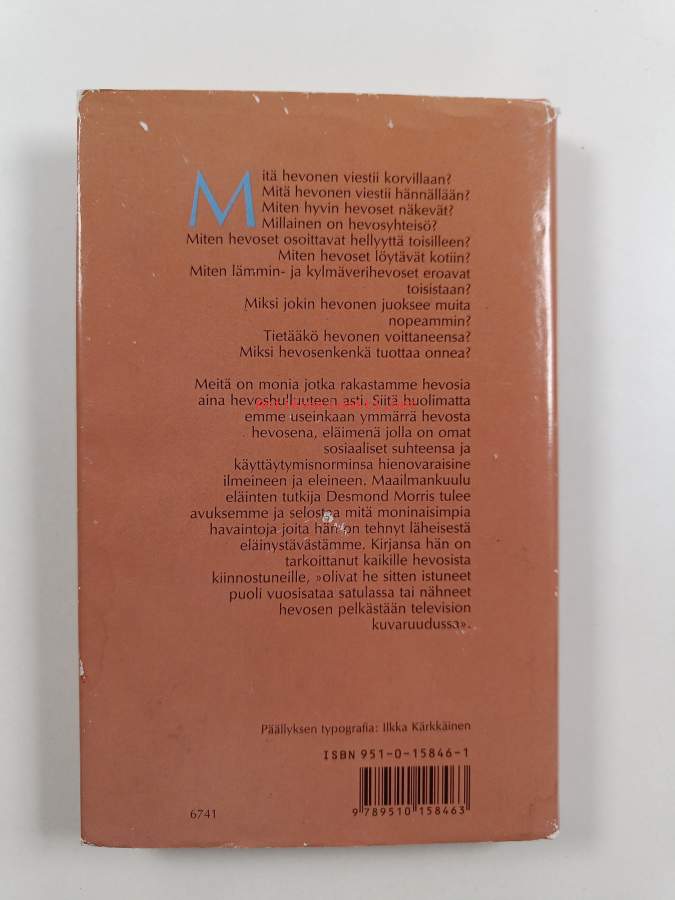 Mitä hevonen viestii korvillaan?
Mitä hevonen viestii hännällään?
Miten hyvin hevoset näkevät?
Millainen on hevosyhteisö?
Miten hevoset osoittavat hellyyttä toisilleen?
Miten hevoset löytävät kotiin?
Miten lämmin- ja kylmäverihevoset eroavat
toisistaan?
Miksi jokin hevonen juoksee muita
nopeammin?
Tietääkö hevonen voittaneensa?
Miksi hevosenkenkä tuottaa onnea?
Meitä on monia jotka rakastamme hevosia
aina hevoshulluuteen asti. Siitä huolimatta
emme useinkaan ymmärrä hevosta
hevosena, eläimenä jolla on omat
sosiaaliset suhteensa ja
käyttäytymisnorminsa hienovaraisine
ilmeineen ja eleineen. Maailmankuulu
eläinten tutkija Desmond Morris tulee
avuksemme ja selostaa mitä moninaisimpia
havaintoja joita hän on tehnyt läheisestä
eläinystävästämme. Kirjansa hän on
tarkoittanut kaikille hevosista
kiinnostuneille, »olivat he sitten istuneet
puoli vuosisataa satulassa tai nähneet
hevosen pelkästään television
kuvaruudussa».
Päällyksen typografia: Ilkka Kärkkäinen
ISBN 951-0-15846-1
9 789510 158463
6741